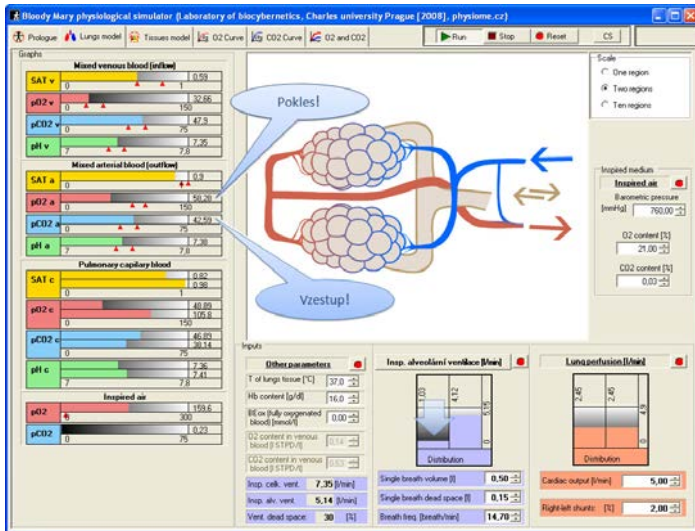 Bloody Mary physiological simulator (Laboratory of biocybernetics, Charles university Prague [2008], physiome.cz)
Prologue Lungs model Tissues model O2 Curve CO2 Curve O2 and CO2 Run Stop Reset CS
Graphs
Mixed venous blood (inflow)
SAT v 0,59
0 1
pO2 v 32,66
0 150
pCO2 v 47,9
0 75
pH v 7,35
7 7,8
Mixed arterial blood (outflow)
SAT a 0,9
0 1
pO2 a 58,28
0 150
pCO2 a 42,59
0 75
pH a 7,38
7 7,8
Pulmonary capillary blood
SAT c 0,82
0,98
0 1
pO2 c 48,89
105,8
0 150
pCO2 c 46,83
38,14
0 75
pH c 7,36
7,41
7 7,8
Inspired air
pO2 159,6
0 300
pCO2 0,23
0 75
Pokles!
Vzestup!
Scale
One region
Two regions
Ten regions
Inspired medium
Inspired air
Barometric pressure
[mmHg] 760,00
O2 content [%]
21,00
CO2 content [%]
0,03
Inputs
Other parameters
T of lungs tissue [°C] 37,0
Hb content [g/dl] 16,0
BEox (fully oxygenated
blood) [mmol/l] 0,00
O2 content in venous
blood [l STPD/l] 0,14
CO2 content in venous
blood [l STPD/l] 0,53
Insp. celk. vent. 7,35 [l/min]
Insp. alv. vent. 5,14 [l/min]
Vent. dead space: 30 [%]
Insp. alveolární ventilace [l/min]
1,03 4,12 5,15
0
Distribution
Single breath volume [l] 0,50
Single breath dead space [l] 0,15
Breath freq. [breath/min] 14,70
Lung perfusion [l/min]
2,45 2,45 4,9
0
Distribution
Cardiac output [l/min] 5,00
Right-left shunts: [%] 2,00